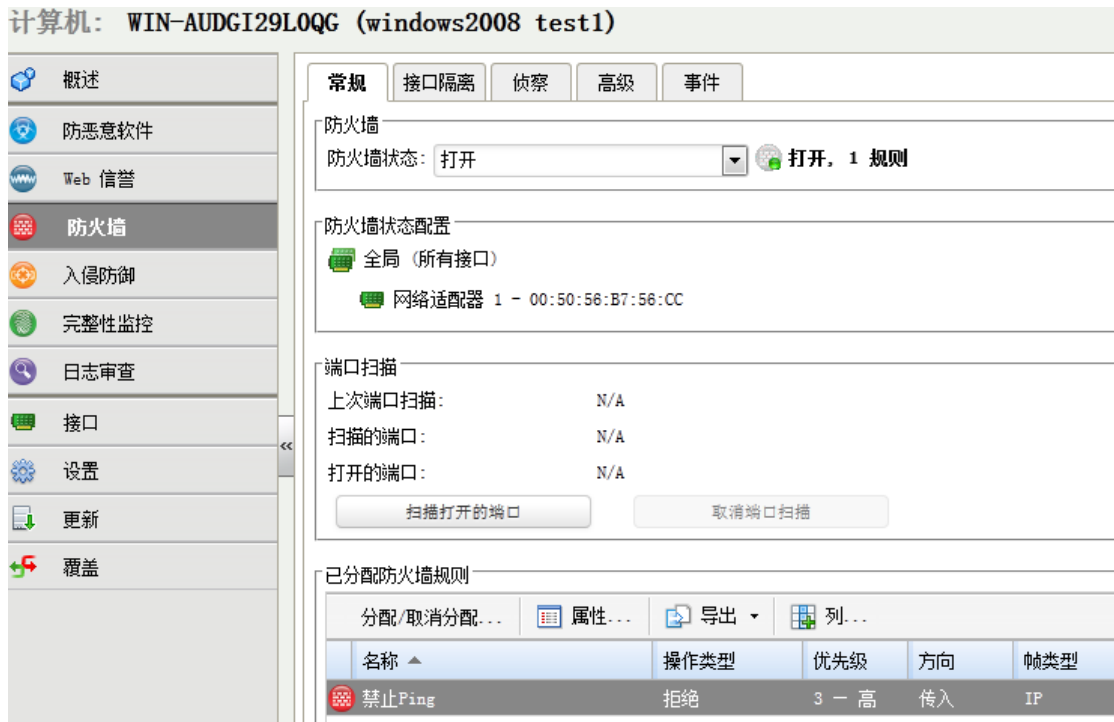 计算机: WIN-AUDGI29LOQG (windows2008 test1)
概述
防恶意软件
Web 信誉
防火墙
入侵防御
完整性监控
日志审查
接口
设置
更新
覆盖
«
常规 接口隔离 侦察 高级 事件
防火墙
防火墙状态: 打开 打开, 1 规则
防火墙状态配置
全局 (所有接口)
网络适配器 1 - 00:50:56:B7:56:CC
端口扫描
上次端口扫描: N/A
扫描的端口: N/A
打开的端口: N/A
扫描打开的端口 取消端口扫描
已分配防火墙规则
分配/取消分配... 属性... 导出 列...
名称 操作类型 优先级 方向 帧类型
禁止Ping 拒绝 3 - 高 传入 IP